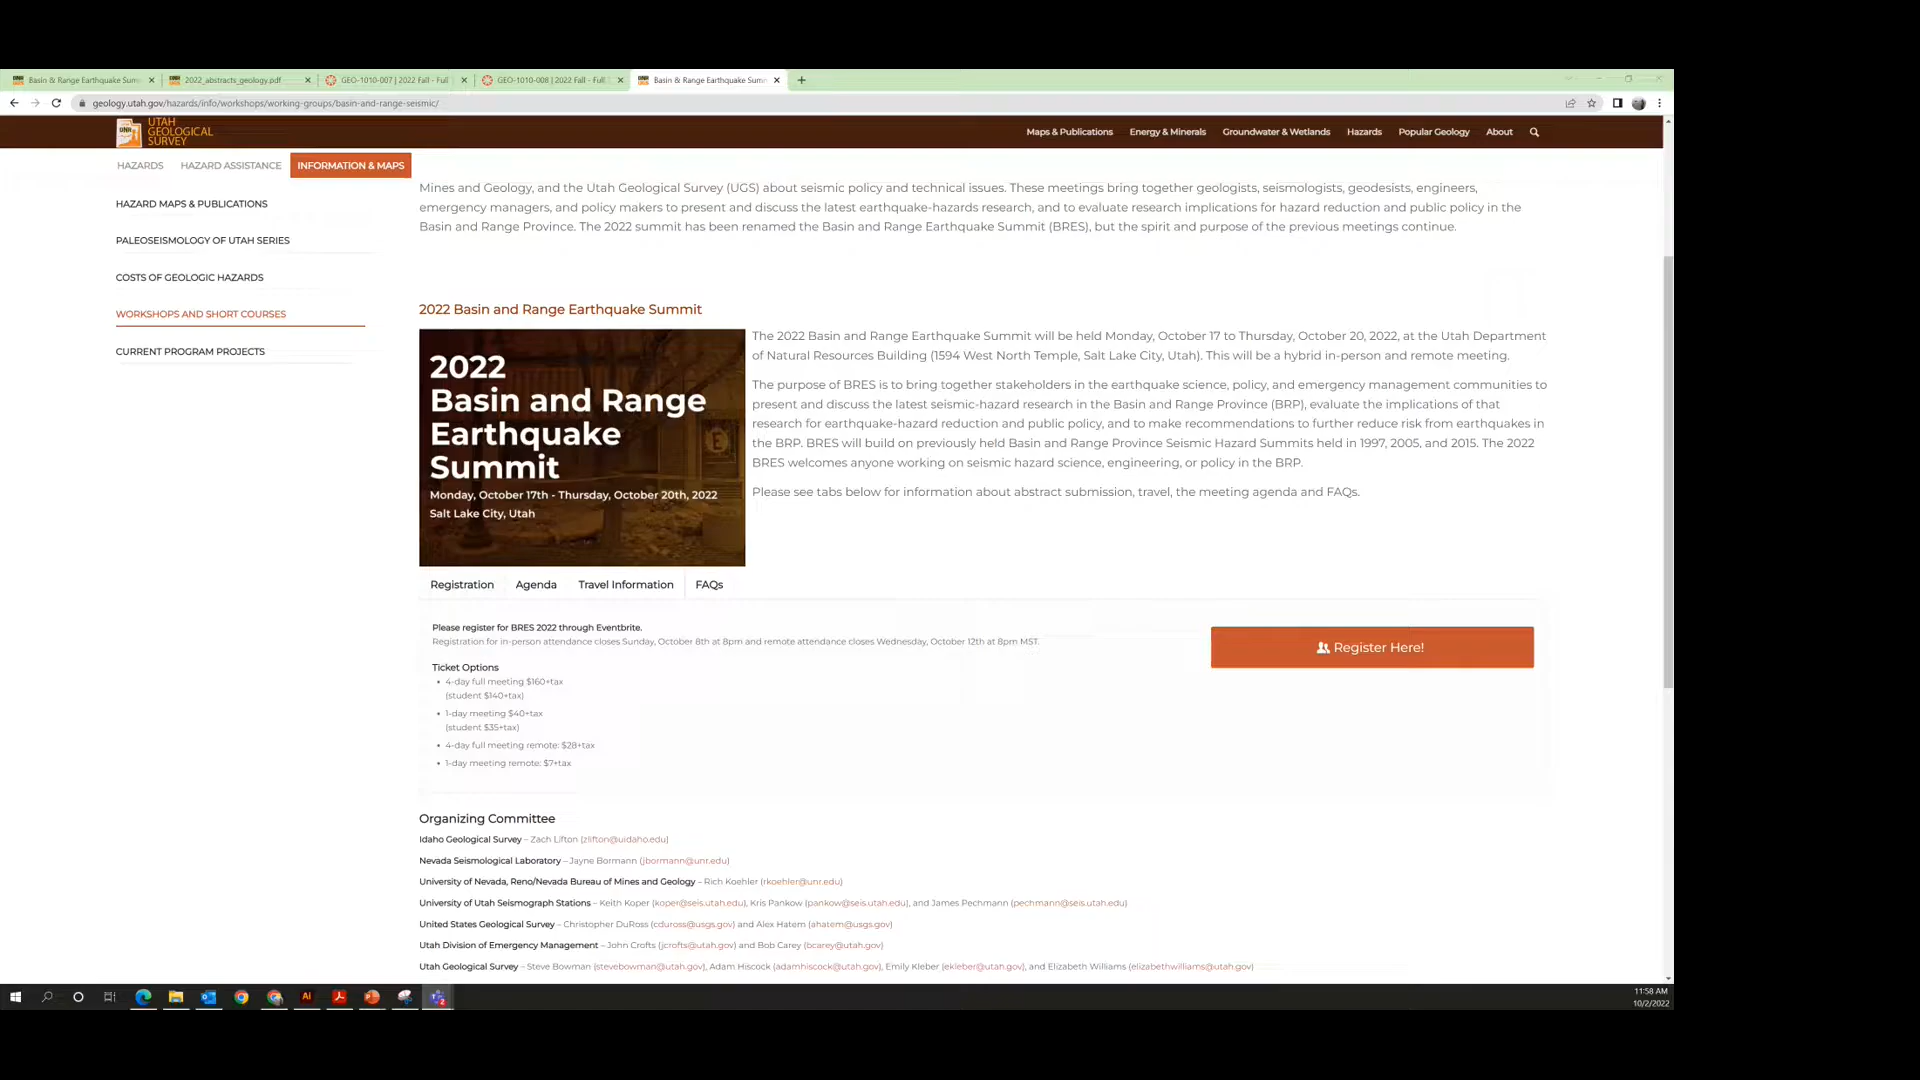 Basin & Range Earthquake Sum
2022_abstracts_geology.pdf
GEO-1010-007 | 2022 Fall - Full
GEO-1010-008 | 2022 Fall - Full
Basin & Range Earthquake Summ
geology.utah.gov/hazards/info/workshops/working-groups/basin-and-range-seismic/
UTAH
GEOLOGICAL
SURVEY
Maps & Publications
Energy & Minerals
Groundwater & Wetlands
Hazards
Popular Geology
About
HAZARDS
HAZARD ASSISTANCE
INFORMATION & MAPS
HAZARD MAPS & PUBLICATIONS
PALEOSEISMOLOGY OF UTAH SERIES
COSTS OF GEOLOGIC HAZARDS
WORKSHOPS AND SHORT COURSES
CURRENT PROGRAM PROJECTS
Mines and Geology, and the Utah Geological Survey (UGS) about seismic policy and technical issues. These meetings bring together geologists, seismologists, geodesists, engineers,
emergency managers, and policy makers to present and discuss the latest earthquake-hazards research, and to evaluate research implications for hazard reduction and public policy in the
Basin and Range Province. The 2022 summit has been renamed the Basin and Range Earthquake Summit (BRES), but the spirit and purpose of the previous meetings continue.
2022 Basin and Range Earthquake Summit
2022
Basin and Range
Earthquake
Summit
Monday, October 17th - Thursday, October 20th, 2022
Salt Lake City, Utah
The 2022 Basin and Range Earthquake Summit will be held Monday, October 17 to Thursday, October 20, 2022, at the Utah Department
of Natural Resources Building (1594 West North Temple, Salt Lake City, Utah). This will be a hybrid in-person and remote meeting.
The purpose of BRES is to bring together stakeholders in the earthquake science, policy, and emergency management communities to
present and discuss the latest seismic-hazard research in the Basin and Range Province (BRP), evaluate the implications of that
research for earthquake-hazard reduction and public policy, and to make recommendations to further reduce risk from earthquakes in
the BRP. BRES will build on previously held Basin and Range Province Seismic Hazard Summits held in 1997, 2005, and 2015. The 2022
BRES welcomes anyone working on seismic hazard science, engineering, or policy in the BRP.
Please see tabs below for information about abstract submission, travel, the meeting agenda and FAQs.
Registration
Agenda
Travel Information
FAQs
Please register for BRES 2022 through Eventbrite.
Registration for in-person attendance closes Sunday, October 8th at 8pm and remote attendance closes Wednesday, October 12th at 8pm MST.
Register Here!
Ticket Options
• 4-day full meeting $160+tax
(student $140+tax)
• 1-day meeting $40+tax
(student $35+tax)
• 4-day full meeting remote: $28+tax
• 1-day meeting remote: $7+tax
Organizing Committee
Idaho Geological Survey – Zach Lifton (zlifton@uidaho.edu)
Nevada Seismological Laboratory – Jayne Bormann (jbormann@unr.edu)
University of Nevada, Reno/Nevada Bureau of Mines and Geology – Rich Koehler (rkoehler@unr.edu)
University of Utah Seismograph Stations – Keith Koper (koper@seis.utah.edu), Kris Pankow (pankow@seis.utah.edu), and James Pechmann (pechmann@seis.utah.edu)
United States Geological Survey – Christopher DuRoss (cduross@usgs.gov) and Alex Hatem (ahatem@usgs.gov)
Utah Division of Emergency Management – John Crofts (jcrofts@utah.gov) and Bob Carey (bcarey@utah.gov)
Utah Geological Survey – Steve Bowman (stevebowman@utah.gov), Adam Hiscock (adamhiscock@utah.gov), Emily Kleber (ekleber@utah.gov), and Elizabeth Williams (elizabethwilliams@utah.gov)
Ai
11:58 AM
10/2/2022